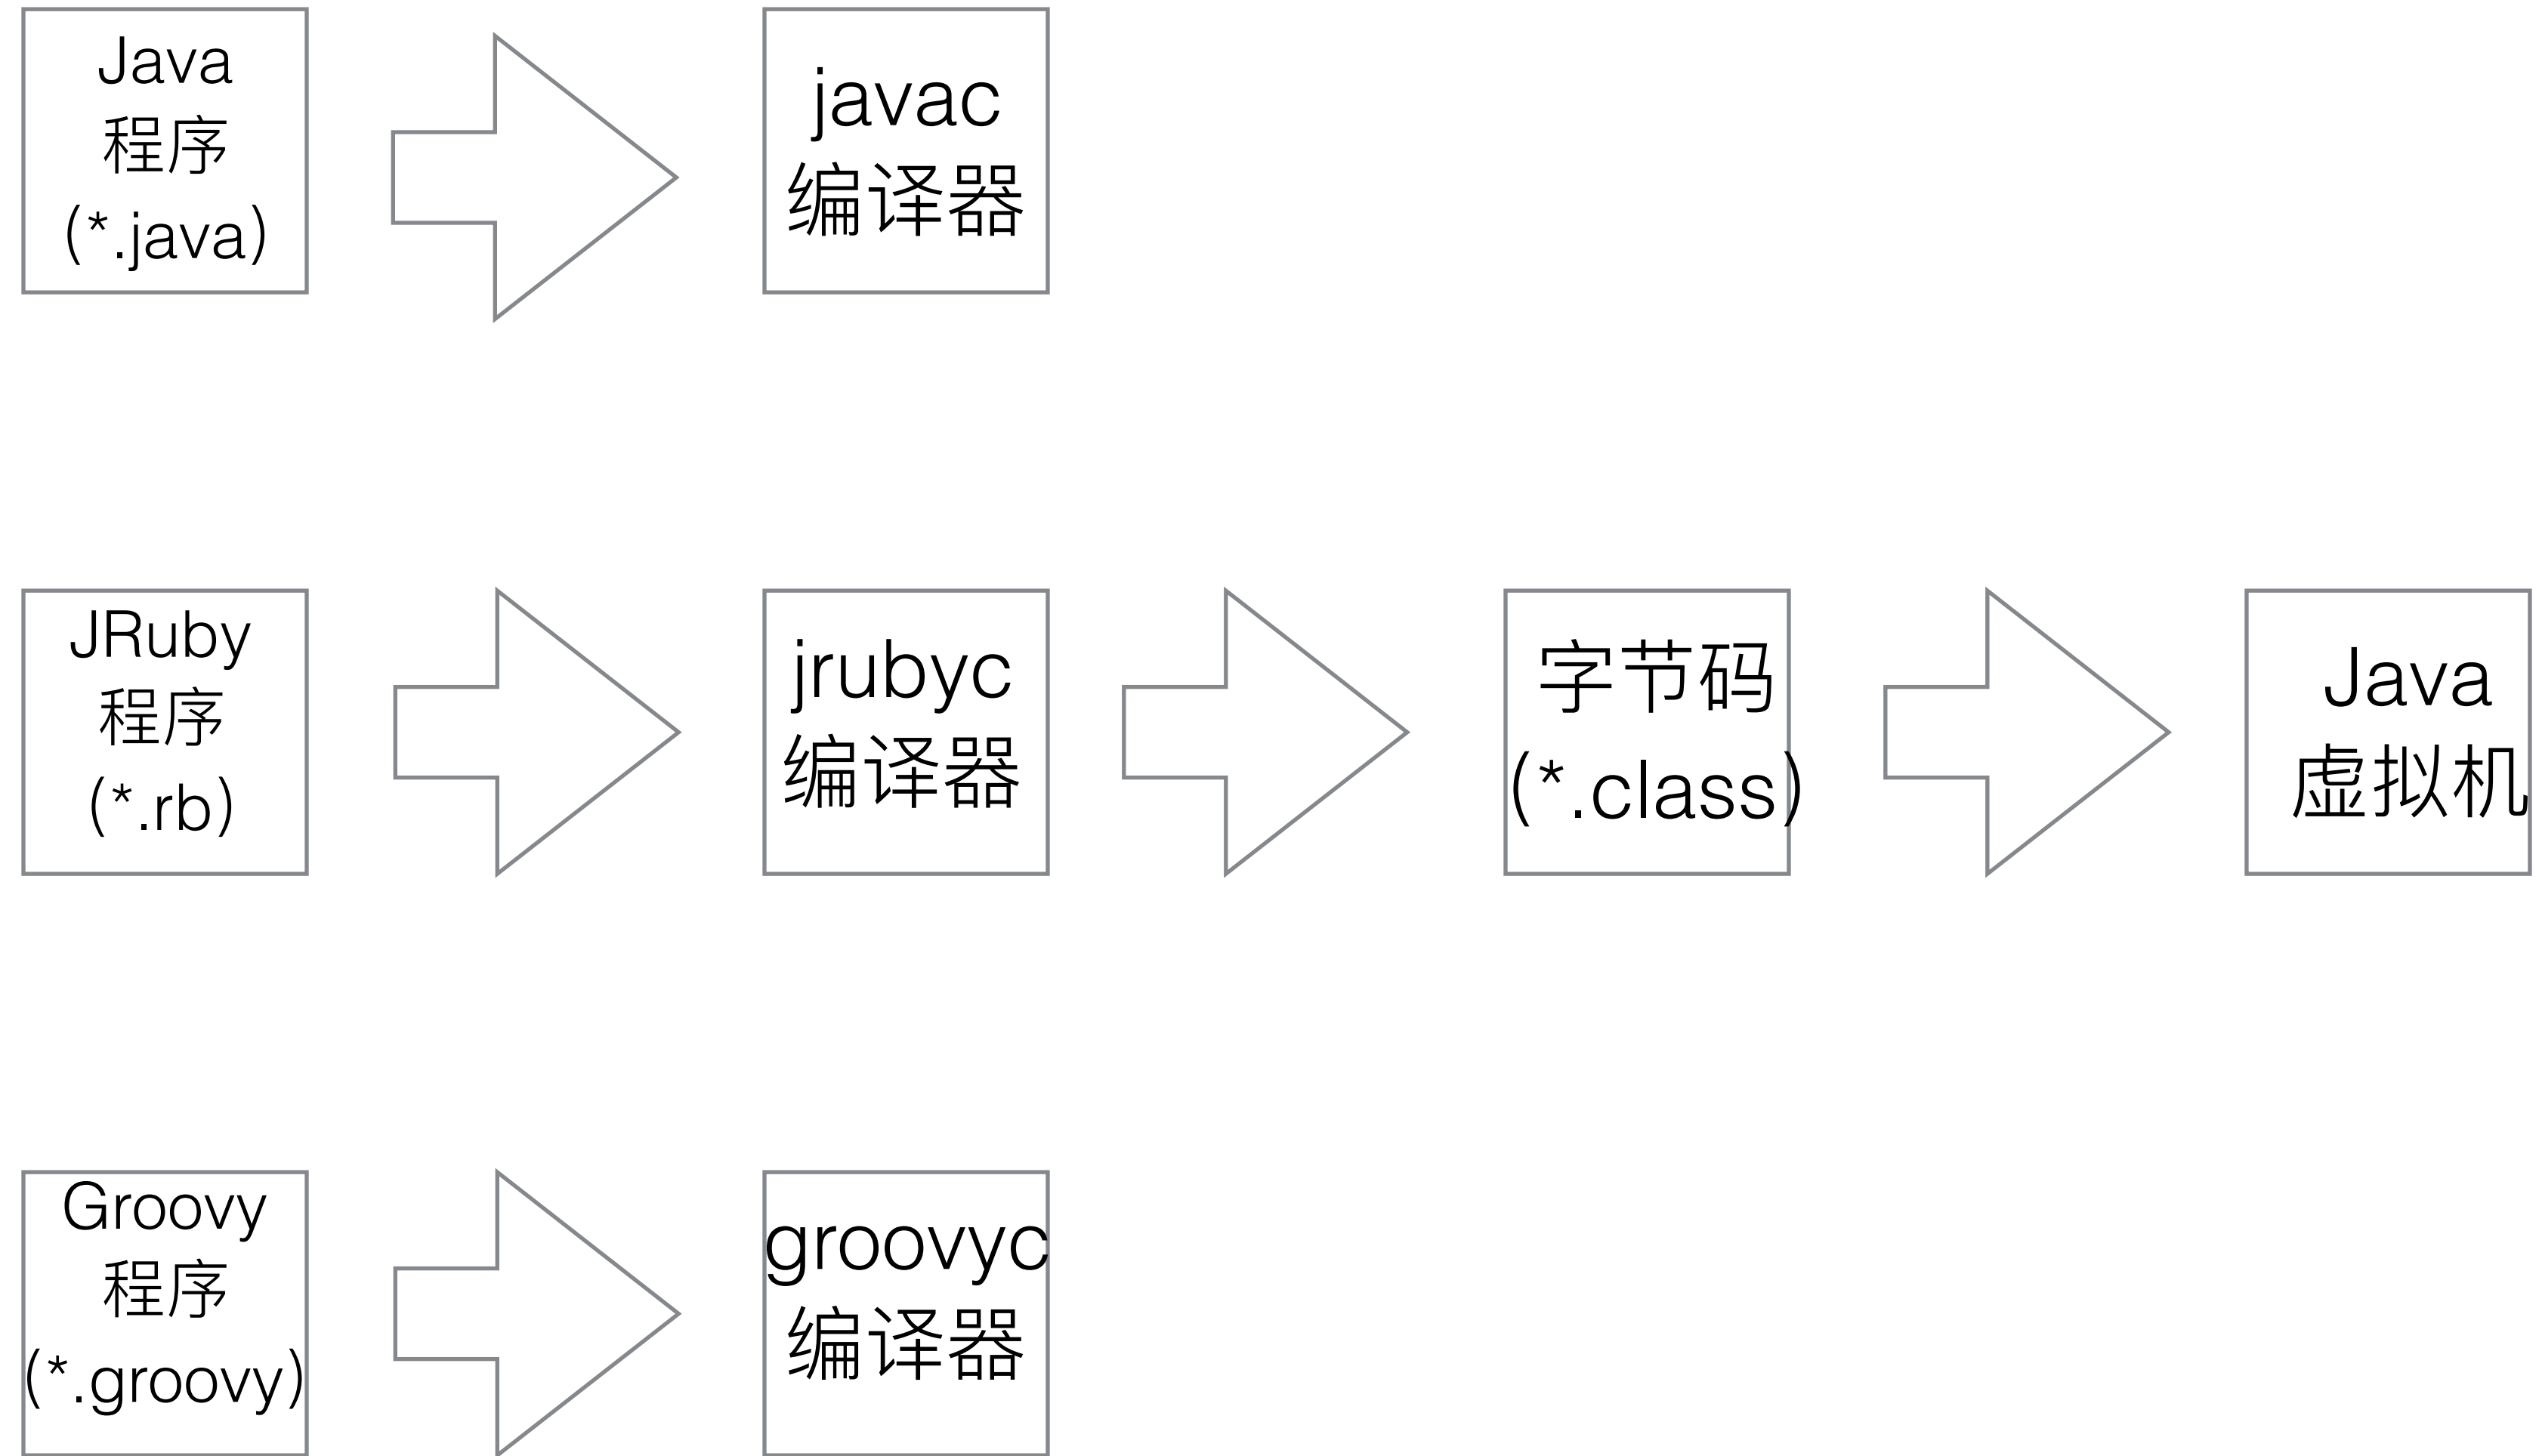 Java
程序
(*.java)
javac
编译器
JRuby
程序
(*.rb)
jrubyc
编译器
字节码
(*.class)
Java
虚拟机
Groovy
程序
(*.groovy)
groovyc
编译器